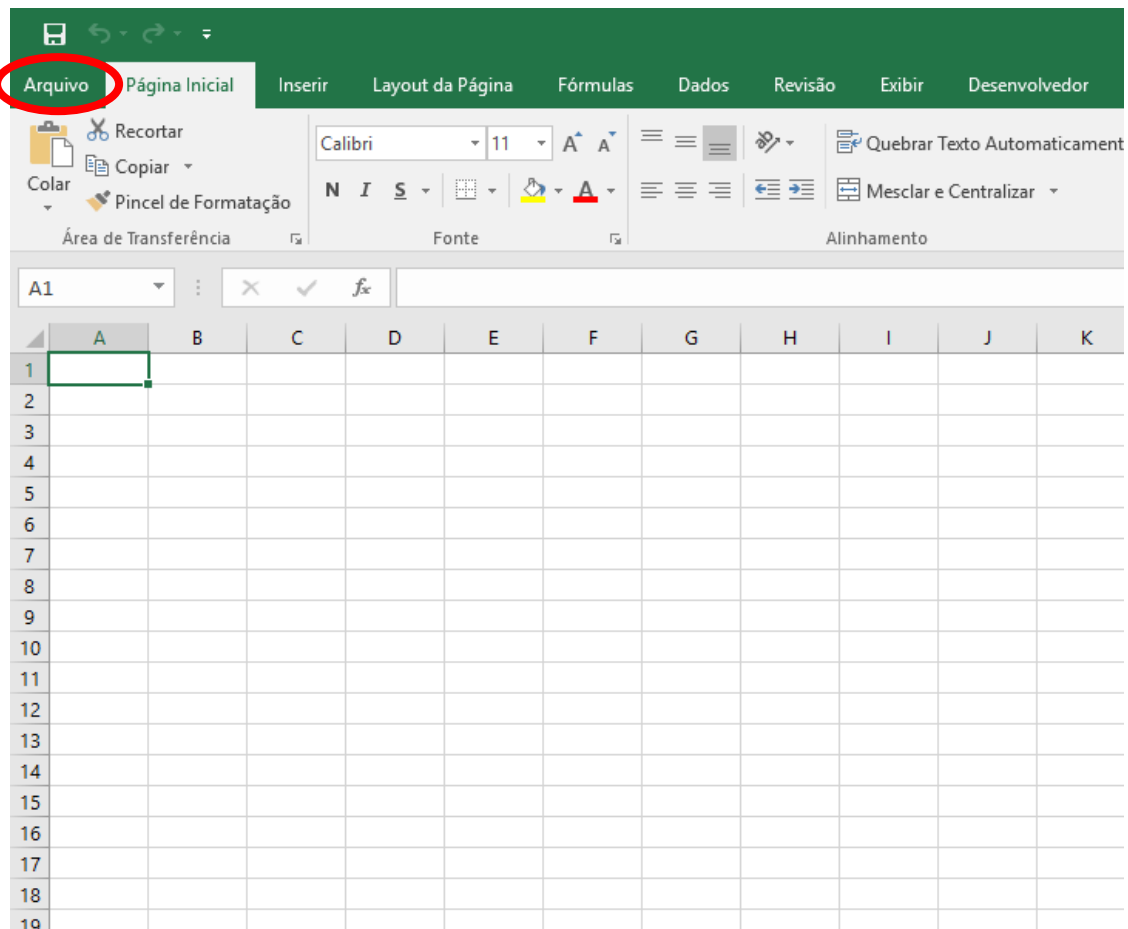 Arquivo Página Inicial Inserir Layout da Página Fórmulas Dados Revisão Exibir Desenvolvedor
Colar
Recortar
Copiar
Pincel de Formatação
Área de Transferência
Calibri 11 A A
N I S A
Fonte
Quebrar Texto Automaticament
Mesclar e Centralizar
Alinhamento
A1 fx
A B C D E F G H I J K
1
2
3
4
5
6
7
8
9
10
11
12
13
14
15
16
17
18
19